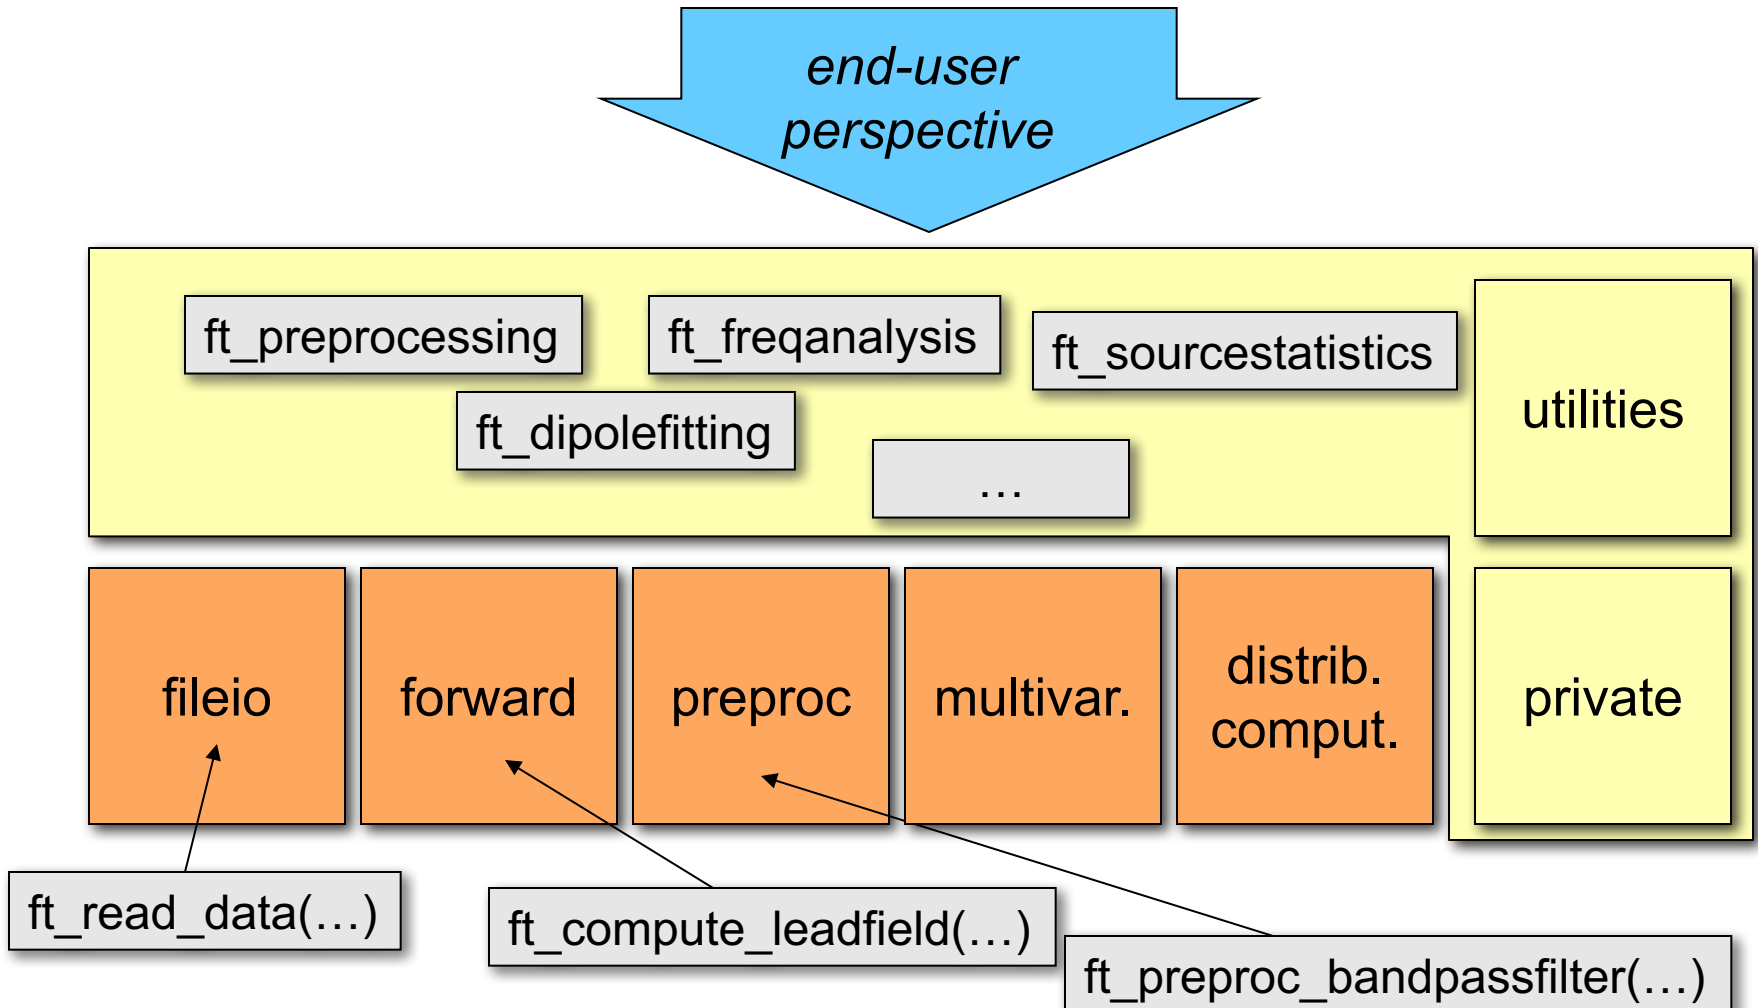 end-user
perspective
ft_preprocessing
ft_freqanalysis
ft_sourcestatistics
ft_dipolefitting
…
utilities
fileio
forward
preproc
multivar.
distrib.
comput.
private
ft_read_data(…)
ft_compute_leadfield(…)
ft_preproc_bandpassfilter(…)